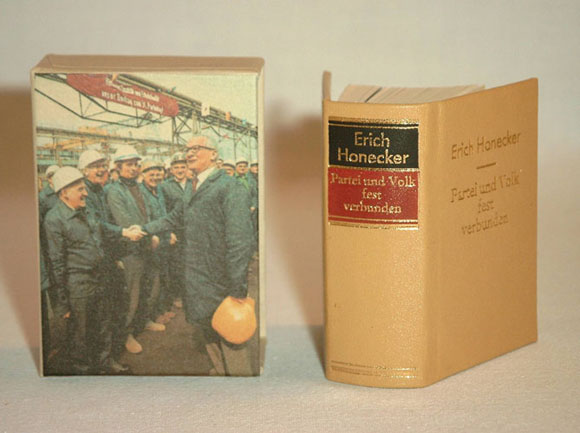 Erich
Honecker
Partei und Volk
fest
verbunden
Erich Honecker
Partei und Volk
fest
verbunden